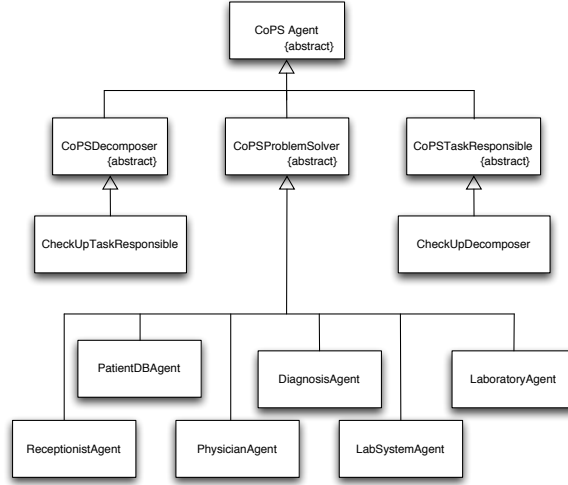 CoPS Agent
{abstract}
CoPSDecomposer
{abstract}
CoPSProblemSolver
{abstract}
CoPSTaskResponsible
{abstract}
CheckUpTaskResponsible
CheckUpDecomposer
PatientDBAgent
DiagnosisAgent
LaboratoryAgent
ReceptionistAgent
PhysicianAgent
LabSystemAgent